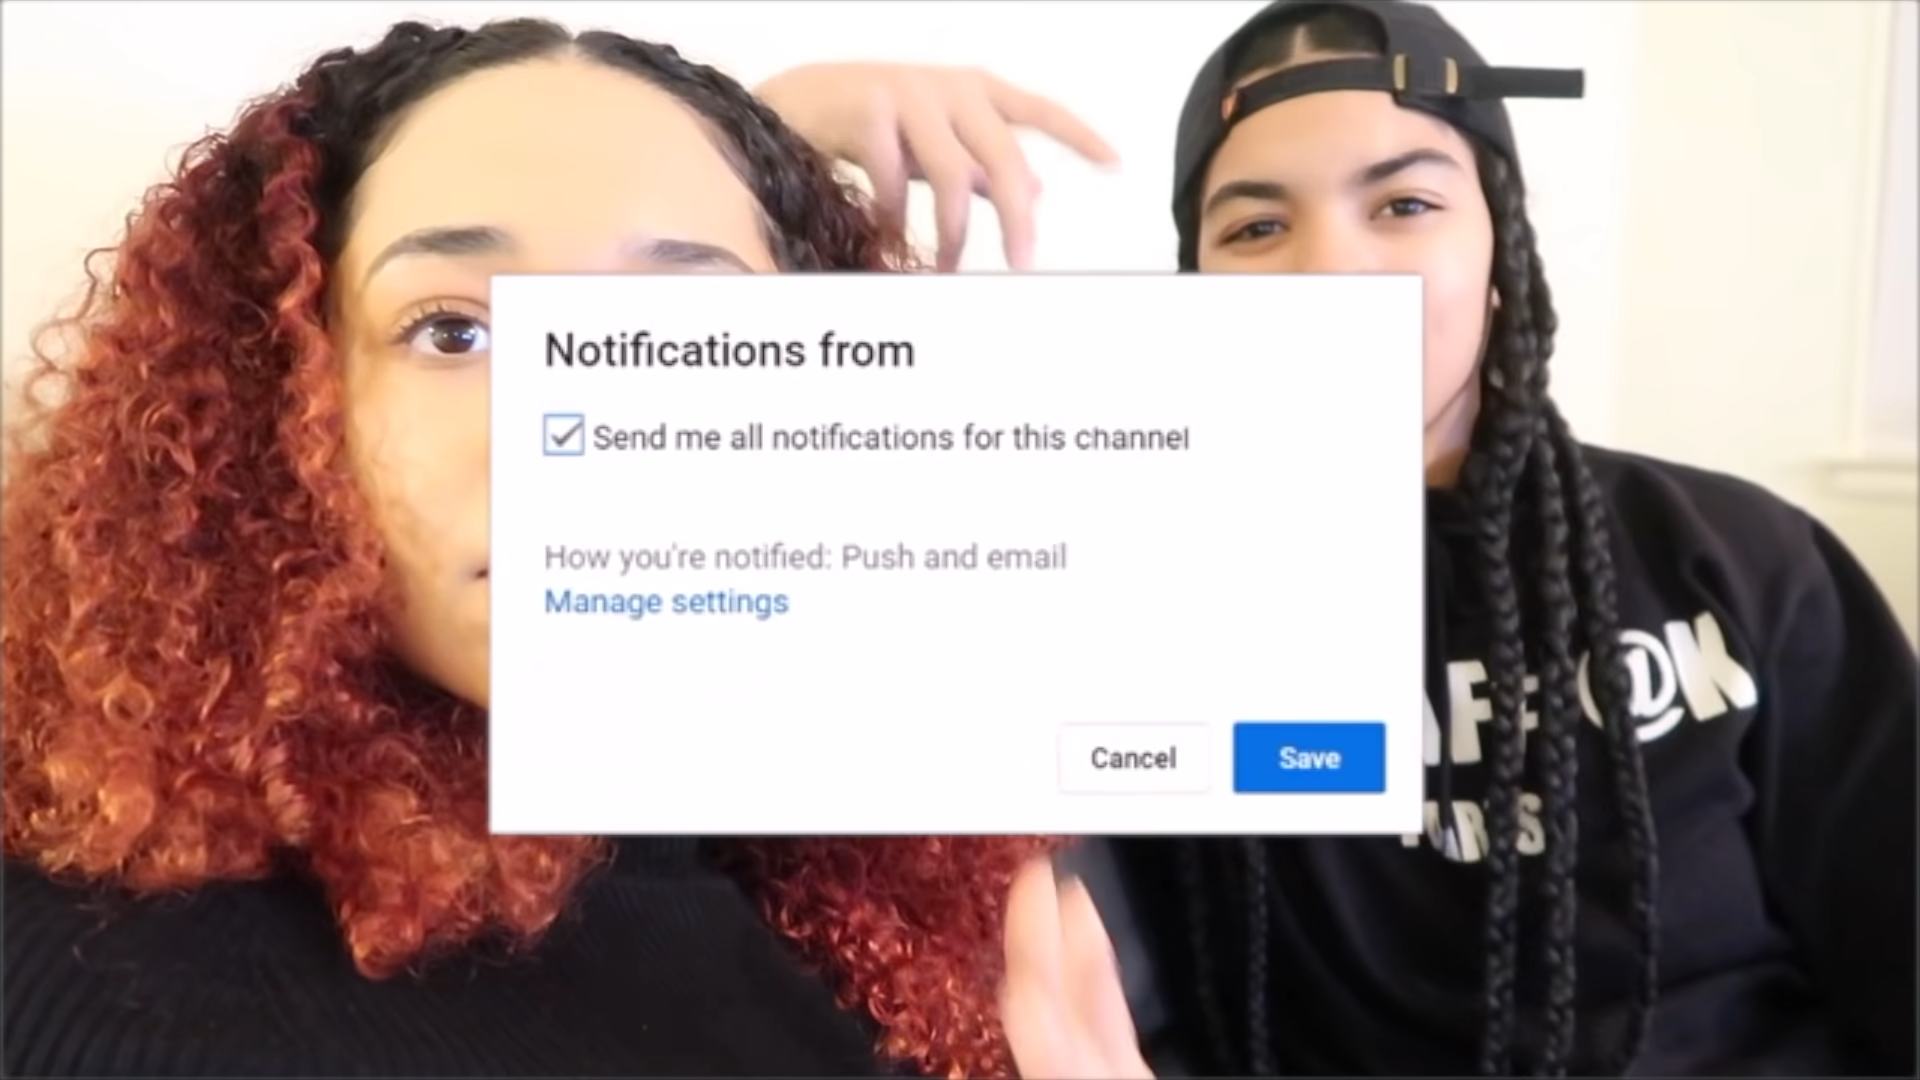 Notifications from
Send me all notifications for this channel
How you're notified: Push and email
Manage settings
Cancel
Save
@K